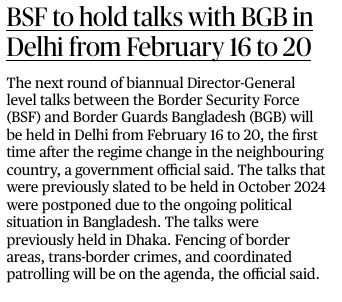 BSF to hold talks with BGB in
Delhi from February 16 to 20
The next round of biannual Director-General
level talks between the Border Security Force
(BSF) and Border Guards Bangladesh (BGB) will
be held in Delhi from February 16 to 20, the first
time after the regime change in the neighbouring
country, a government official said. The talks that
were previously slated to be held in October 2024
were postponed due to the ongoing political
situation in Bangladesh. The talks were
previously held in Dhaka. Fencing of border
areas, trans-border crimes, and coordinated
patrolling will be on the agenda, the official said.